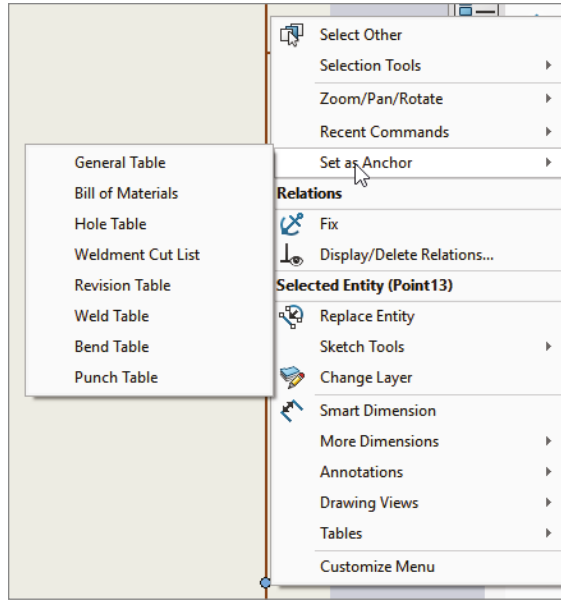 Select Other
Selection Tools
Zoom/Pan/Rotate
Recent Commands
Set as Anchor
General Table
Bill of Materials
Hole Table
Weldment Cut List
Revision Table
Weld Table
Bend Table
Punch Table
Relations
Fix
Display/Delete Relations...
Selected Entity (Point13)
Replace Entity
Sketch Tools
Change Layer
Smart Dimension
More Dimensions
Annotations
Drawing Views
Tables
Customize Menu